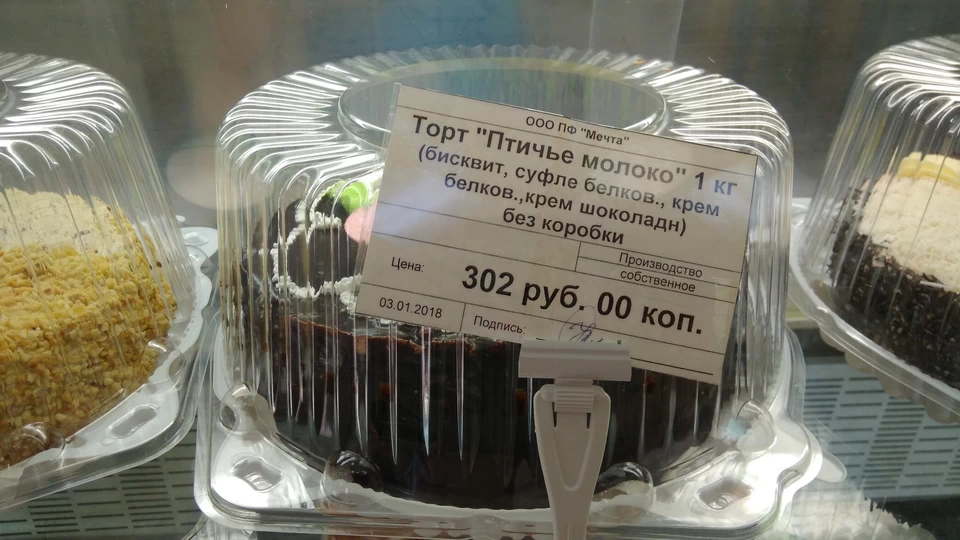 ООО ПФ "Мечта"
Торт "Птичье молоко" 1 кг
(бисквит, суфле белков., крем
белков.,крем шоколадн)
без коробки
Производство
собственное
Цена:
302 руб. 00 коп.
03.01.2018
Подпись: